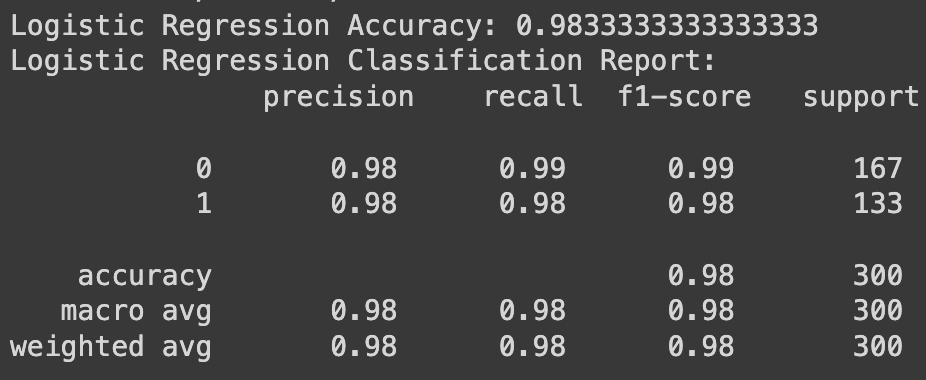 Logistic Regression Accuracy: 0.9833333333333333
Logistic Regression Classification Report:
precision recall f1-score support
0 0.98 0.99 0.99 167
1 0.98 0.98 0.98 133
accuracy 0.98 300
macro avg 0.98 0.98 0.98 300
weighted avg 0.98 0.98 0.98 300